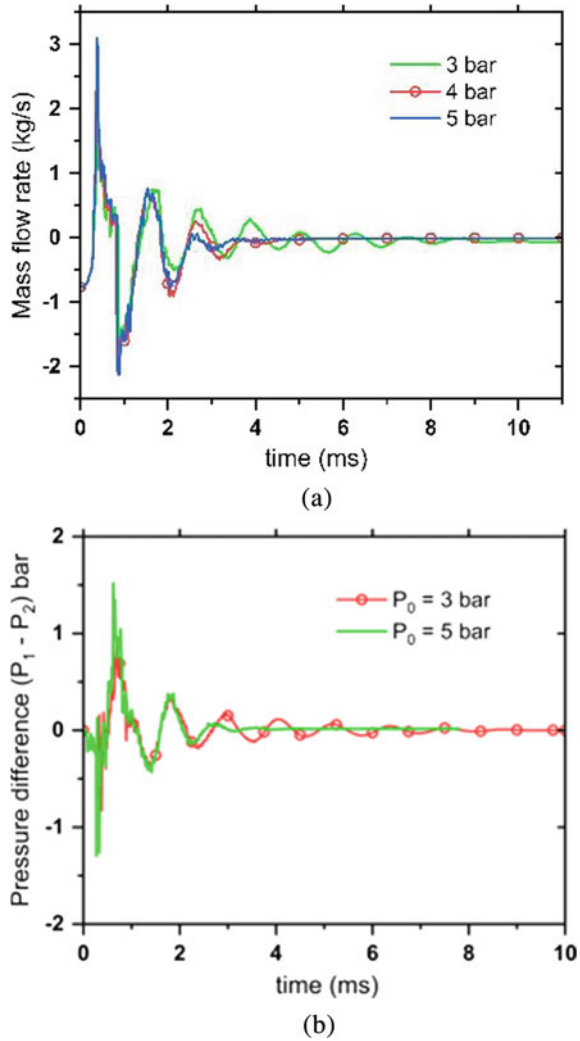 Mass flow rate (kg/s)
3
2
1
0
-1
-2
3 bar
4 bar
5 bar
0 2 4 6 8 10
time (ms)
(a)
Pressure difference (P₁ - P₂) bar
2
1
0
-1
-2
P₀ = 3 bar
P₀ = 5 bar
0 2 4 6 8 10
time (ms)
(b)